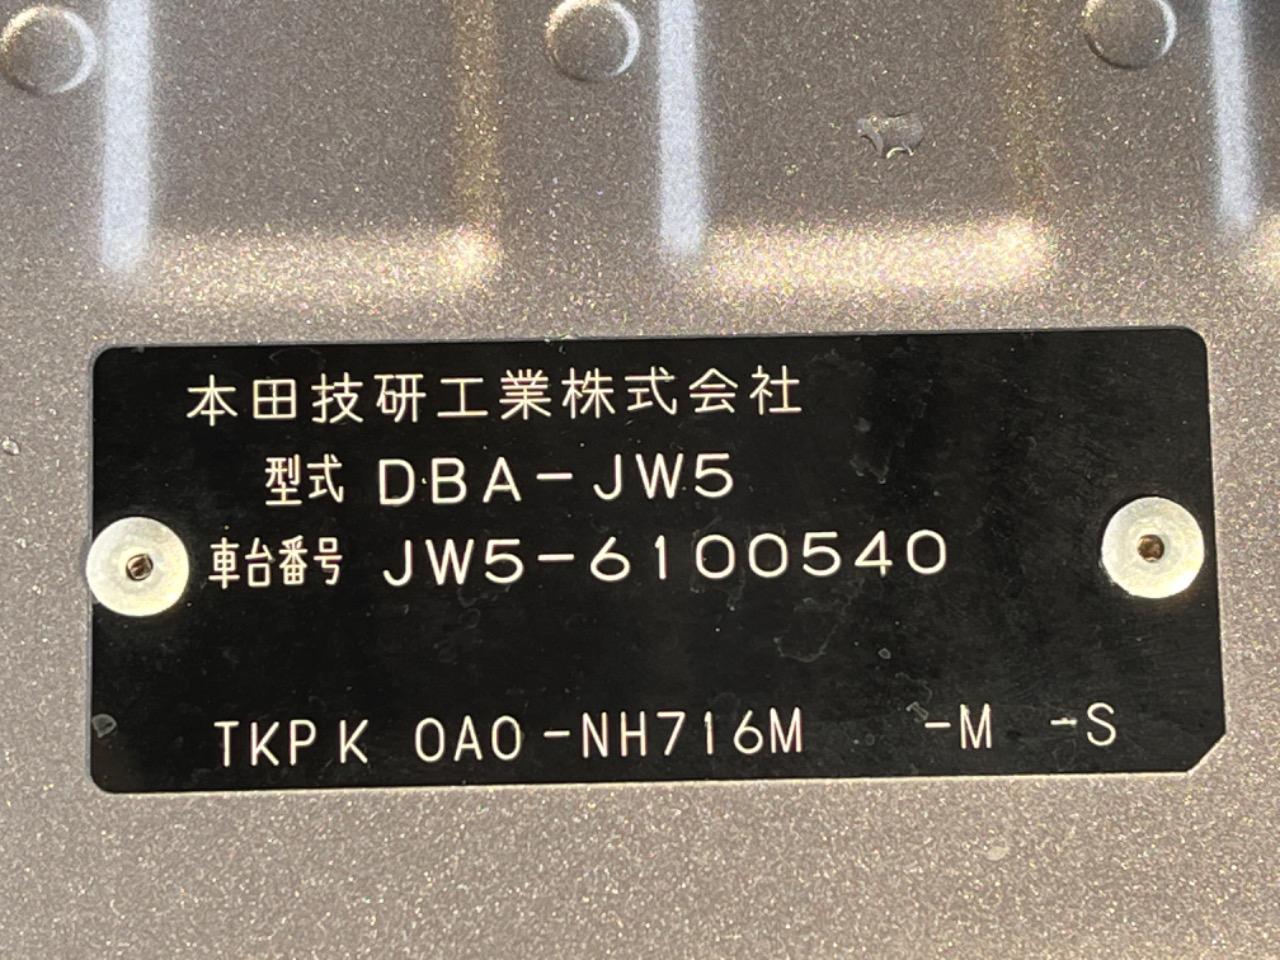 本田技研工業株式会社
型式 DBA-JW5
車台番号 JW5-6100540
TKPK 0A0-NH716M -M -S